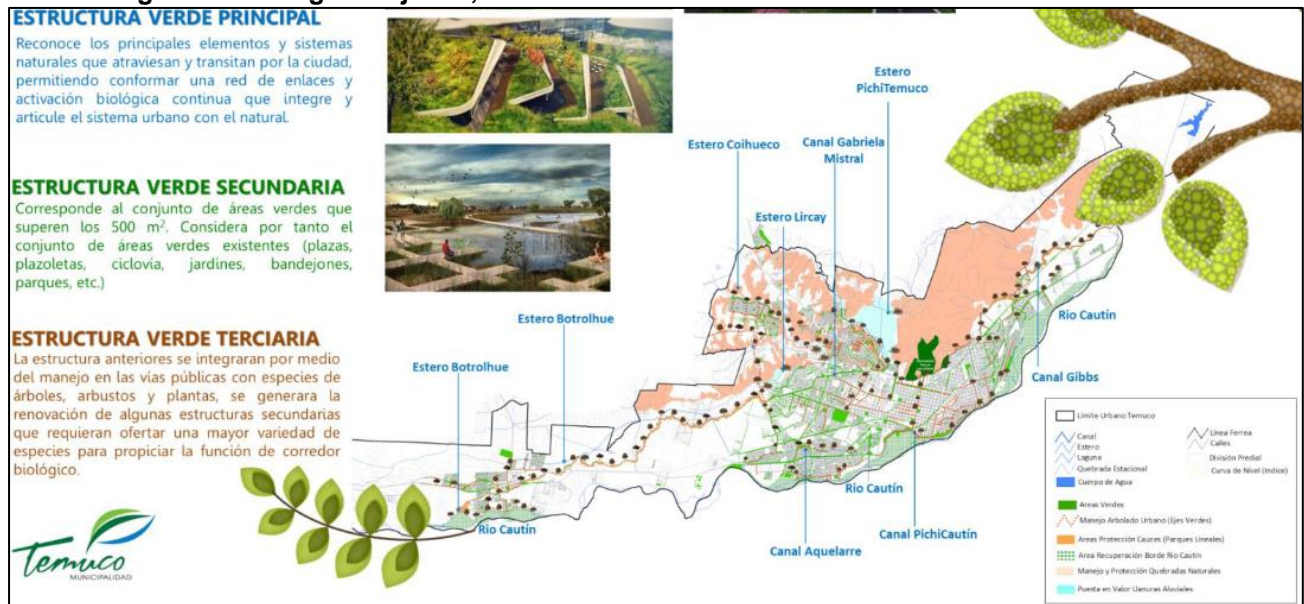 ESTRUCTURA VERDE PRINCIPAL
Reconoce los principales elementos y sistemas
naturales que atraviesan y transitan por la ciudad,
permitiendo conformar una red de enlaces y
activación biológica continua que integre y
articule el sistema urbano con el natural.
ESTRUCTURA VERDE SECUNDARIA
Corresponde al conjunto de áreas verdes que
superen los 500 m². Considera por tanto el
conjunto de áreas verdes existentes (plazas,
plazoletas, ciclovía, jardines, bandejones,
parques, etc.)
ESTRUCTURA VERDE TERCIARIA
La estructura anteriores se integraran por medio
del manejo en las vías públicas con especies de
árboles, arbustos y plantas, se generara la
renovación de algunas estructuras secundarias
que requieran ofertar una mayor variedad de
especies para propiciar la función de corredor
biológico.
Temuco
MUNICIPALIDAD
Estero
PichiTemuco
Estero Coihueco
Canal Gabriela
Mistral
Estero Lircay
Estero Botrolhue
Estero Botrolhue
Rio Cautín
Canal Gibbs
Rio Cautín
Canal PichiCautín
Canal Aquelarre
Rio Cautín
Limite Urbano Temuco
Canal
Estero
Laguna
Quebrada Estacional
Cuerpo de Agua
Línea Ferrea
Calles
División Predial
Curva de Nivel (Indice)
Areas Verdes
Manejo Arbolado Urbano (Ejes Verdes)
Areas Protección Cauces (Parques Lineales)
Area Recuperación Borde Rio Cautín
Manejo y Protección Quebradas Naturales
Puesta en Valor Llanuras Aloviales